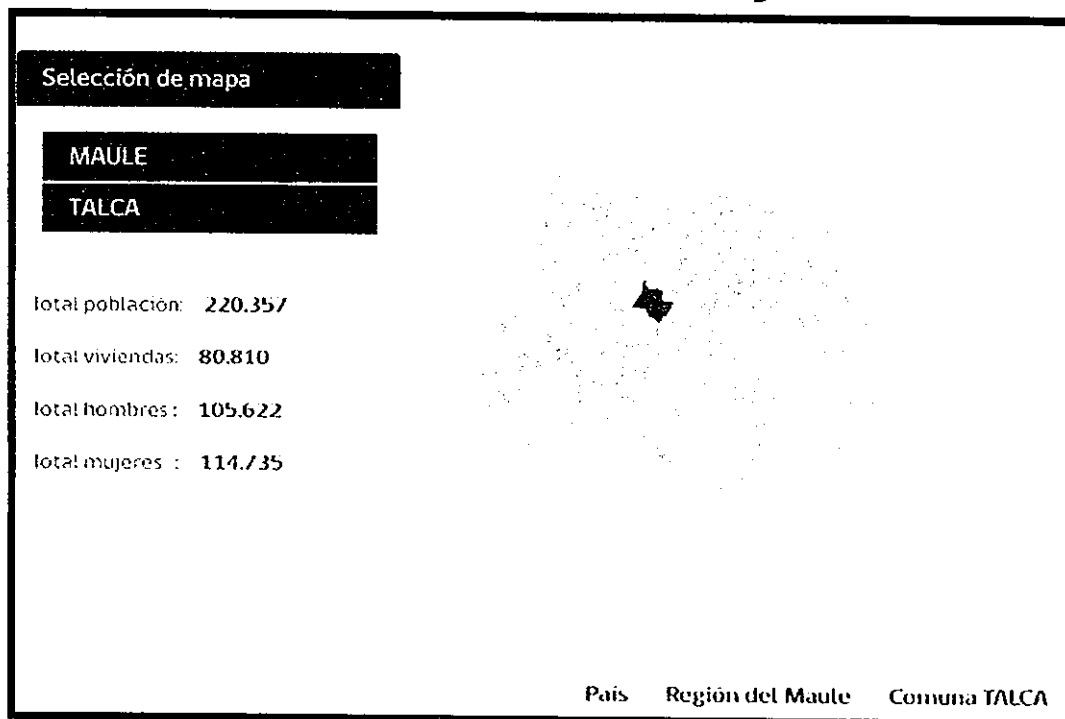 Selección de mapa
MAULE
TALCA
Total población: 220.357
Total viviendas: 80.810
Total hombres : 105.622
Total mujeres : 114.735
País Región del Maule Comuna TALCA